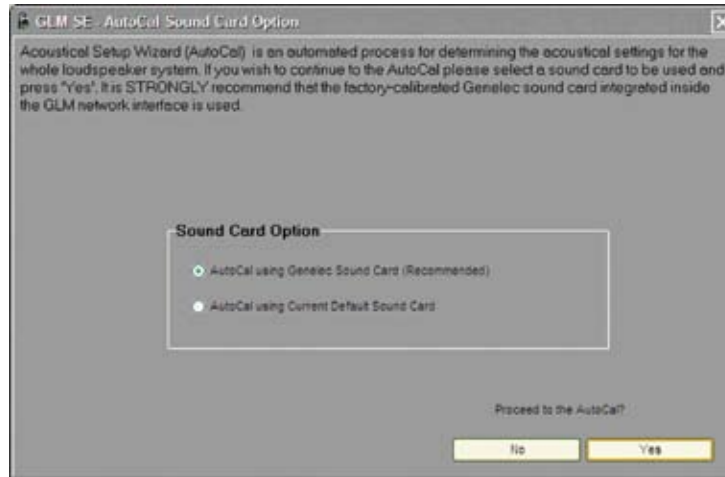 GLM SE - AutoCal Sound Card Option
Acoustical Setup Wizard (AutoCal) is an automated process for determining the acoustical settings for the
whole loudspeaker system. If you wish to continue to the AutoCal please select a sound card to be used and
press "Yes". It is STRONGLY recommend that the factory-calibrated Genelec sound card integrated inside
the GLM network interface is used.
Sound Card Option
AutoCal using Genelec Sound Card (Recommended)
AutoCal using Current Default Sound Card
Proceed to the AutoCal?
No
Yes